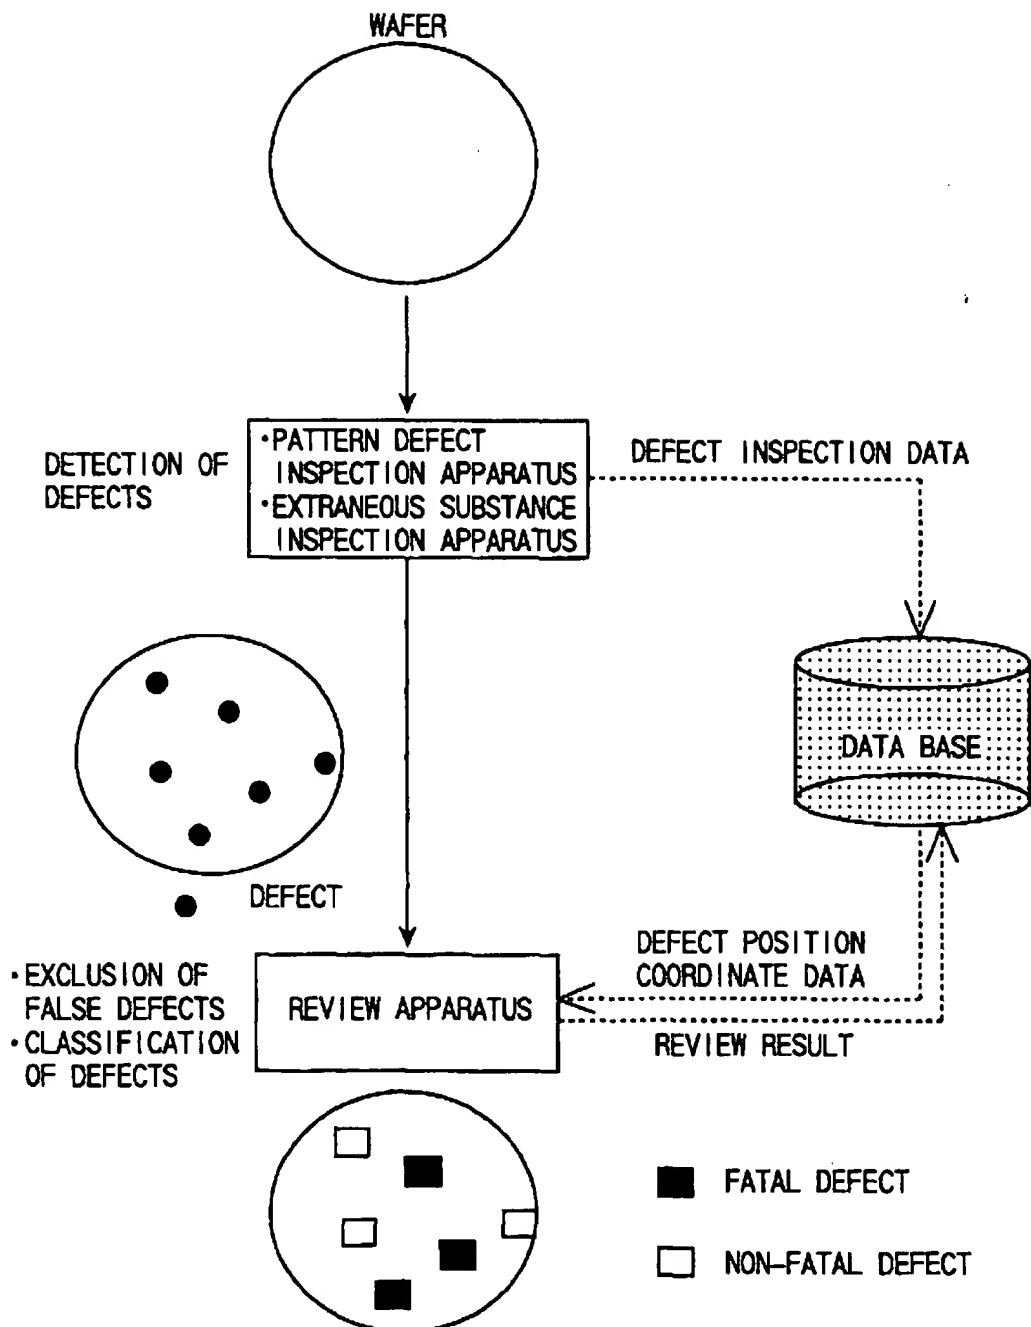 WAFER
DETECTION OF
DEFECTS
·PATTERN DEFECT
INSPECTION APPARATUS
·EXTRANEOUS SUBSTANCE
INSPECTION APPARATUS
DEFECT INSPECTION DATA
DATA BASE
DEFECT
·EXCLUSION OF
FALSE DEFECTS
·CLASSIFICATION
OF DEFECTS
REVIEW APPARATUS
DEFECT POSITION
COORDINATE DATA
REVIEW RESULT
FATAL DEFECT
NON-FATAL DEFECT